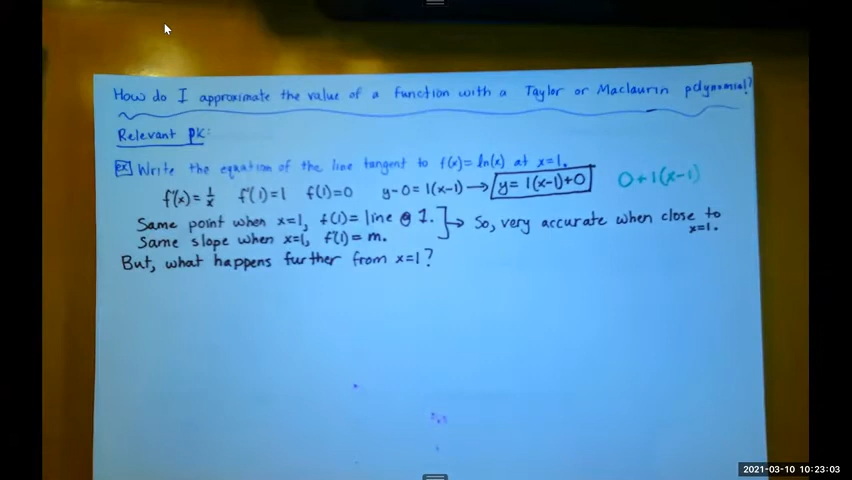 How do I approximate the value of a function with a Taylor or Maclaurin polynomial?
Relevant PK:
ex Write the equation of the line tangent to f(x)=ln(x) at x=1.
f'(x)=1/x f'(1)=1 f(1)=0 y-0=1(x-1)→ y=1(x-1)+0 0+1(x-1)
Same point when x=1, f(1)=line @ 1.
Same slope when x=1, f'(1)=m.
→ So, very accurate when close to
x=1.
But, what happens further from x=1?
2021-03-10 10:23:03